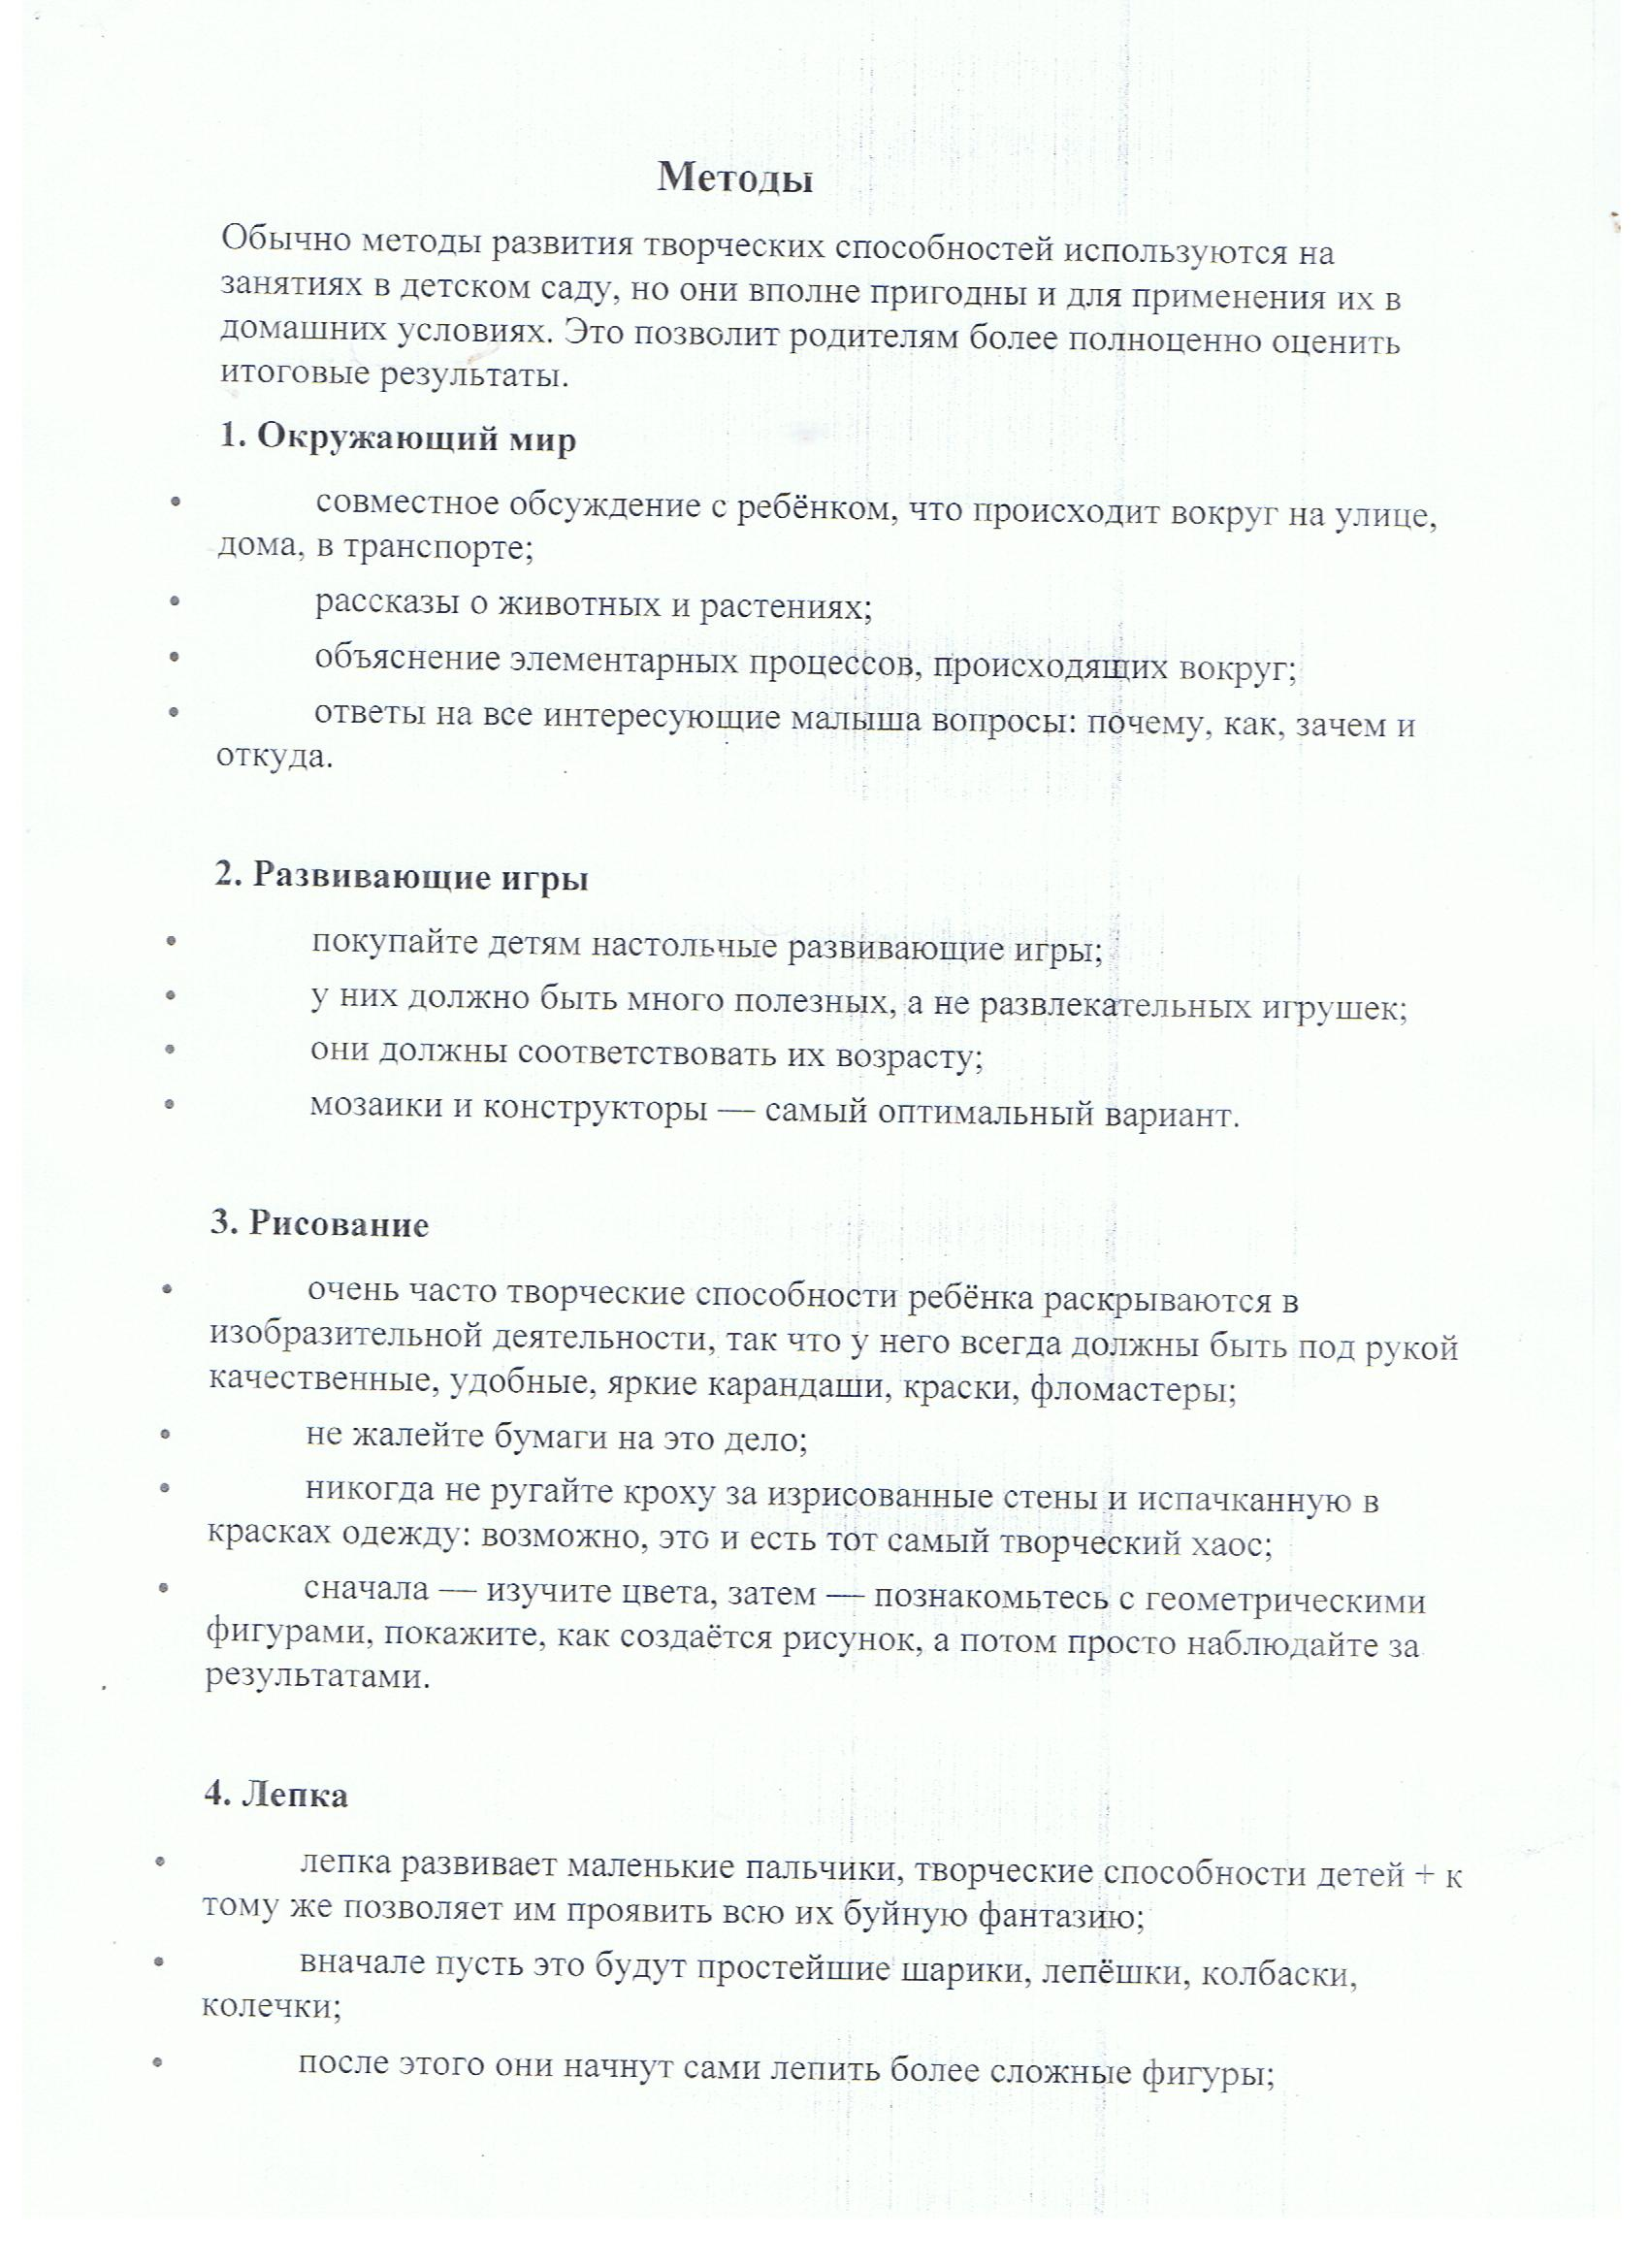 Методы
Обычно методы развития творческих способностей используются на
занятиях в детском саду, но они вполне пригодны и для применения их в
домашних условиях. Это позволит родителям более полноценно оценить
итоговые результаты.
1. Окружающий мир
• совместное обсуждение с ребёнком, что происходит вокруг на улице,
дома, в транспорте;
• рассказы о животных и растениях;
• объяснение элементарных процессов, происходящих вокруг;
• ответы на все интересующие малыша вопросы: почему, как, зачем и
откуда.
2. Развивающие игры
• покупайте детям настольные развивающие игры;
• у них должно быть много полезных, а не развлекательных игрушек;
• они должны соответствовать их возрасту;
• мозаики и конструкторы — самый оптимальный вариант.
3. Рисование
• очень часто творческие способности ребёнка раскрываются в
изобразительной деятельности, так что у него всегда должны быть под рукой
качественные, удобные, яркие карандаши, краски, фломастеры;
• не жалейте бумаги на это дело;
• никогда не ругайте кроху за изрисованные стены и испачканную в
красках одежду: возможно, это и есть тот самый творческий хаос;
• сначала — изучите цвета, затем — познакомьтесь с геометрическими
фигурами, покажите, как создаётся рисунок, а потом просто наблюдайте за
результатами.
4. Лепка
• лепка развивает маленькие пальчики, творческие способности детей + к
тому же позволяет им проявить всю их буйную фантазию;
• вначале пусть это будут простейшие шарики, лепёшки, колбаски,
колечки;
• после этого они начнут сами лепить более сложные фигуры;